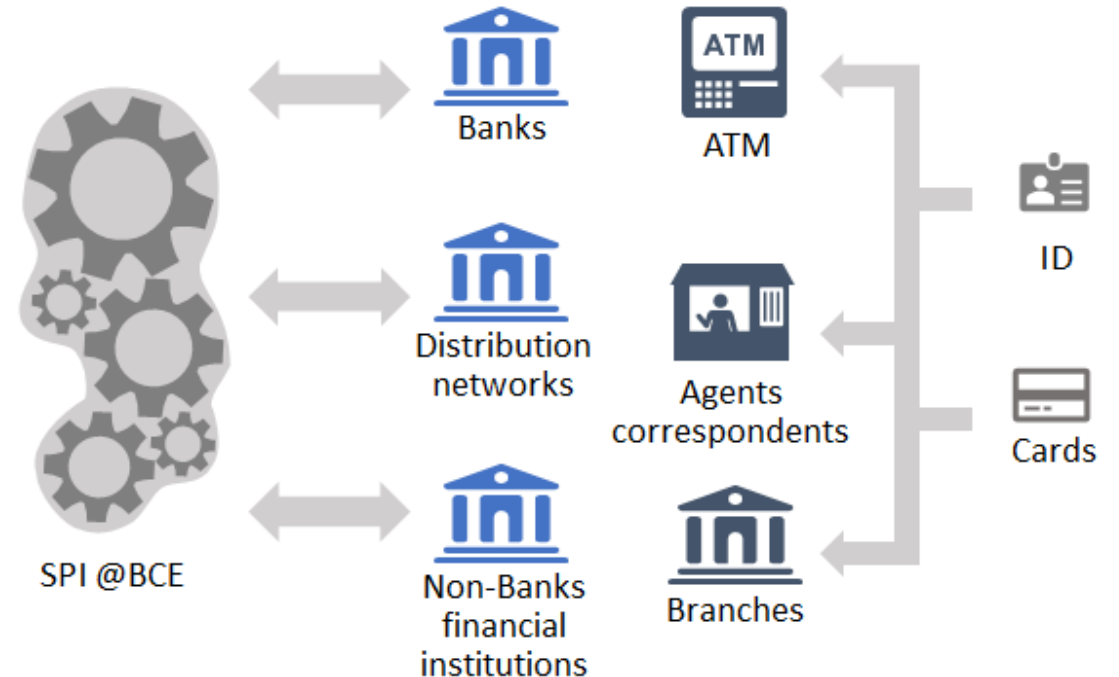 ATM
Banks
ATM
ID
Distribution
networks
Agents
correspondents
Cards
SPI @BCE
Non-Banks
financial
institutions
Branches